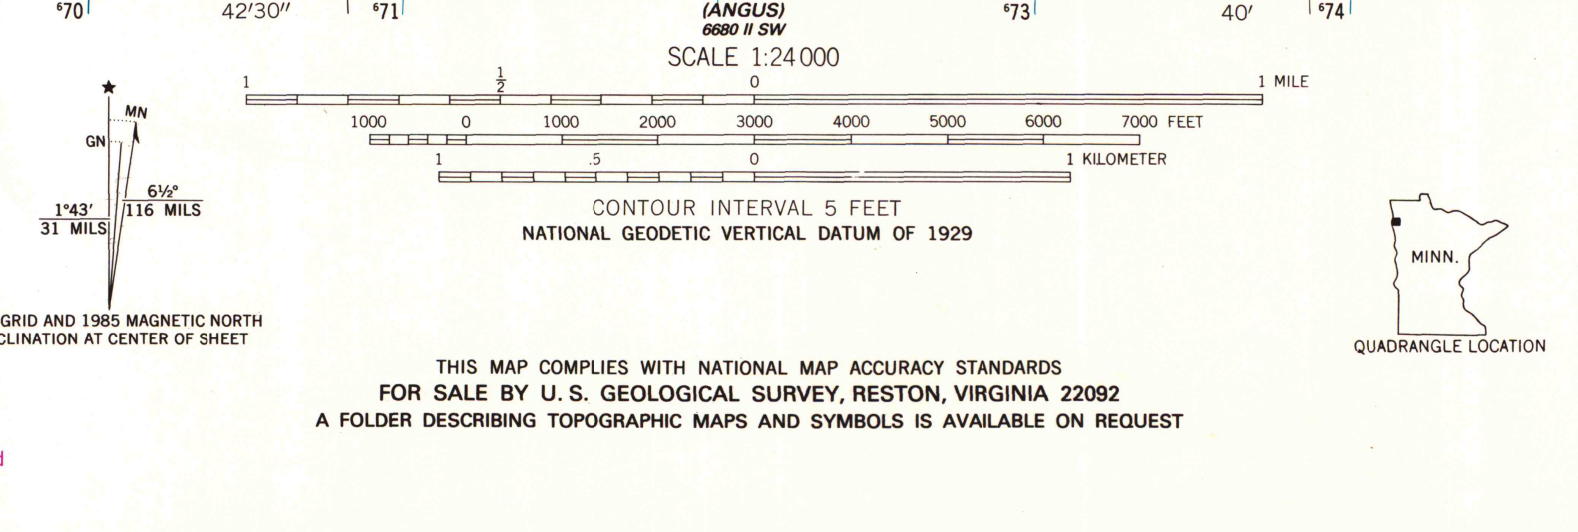 ⁶70 42'30" ⁶71 (ANGUS) ⁶73 40' ⁶74
6680 II SW
SCALE 1:24 000
1 1/2 0 1 MILE
1000 0 1000 2000 3000 4000 5000 6000 7000 FEET
1 .5 0 1 KILOMETER
CONTOUR INTERVAL 5 FEET
NATIONAL GEODETIC VERTICAL DATUM OF 1929
★
MN
GN
6½°
116 MILS
1°43'
31 MILS
GRID AND 1985 MAGNETIC NORTH
CLINATION AT CENTER OF SHEET
MINN.
QUADRANGLE LOCATION
THIS MAP COMPLIES WITH NATIONAL MAP ACCURACY STANDARDS
FOR SALE BY U. S. GEOLOGICAL SURVEY, RESTON, VIRGINIA 22092
A FOLDER DESCRIBING TOPOGRAPHIC MAPS AND SYMBOLS IS AVAILABLE ON REQUEST